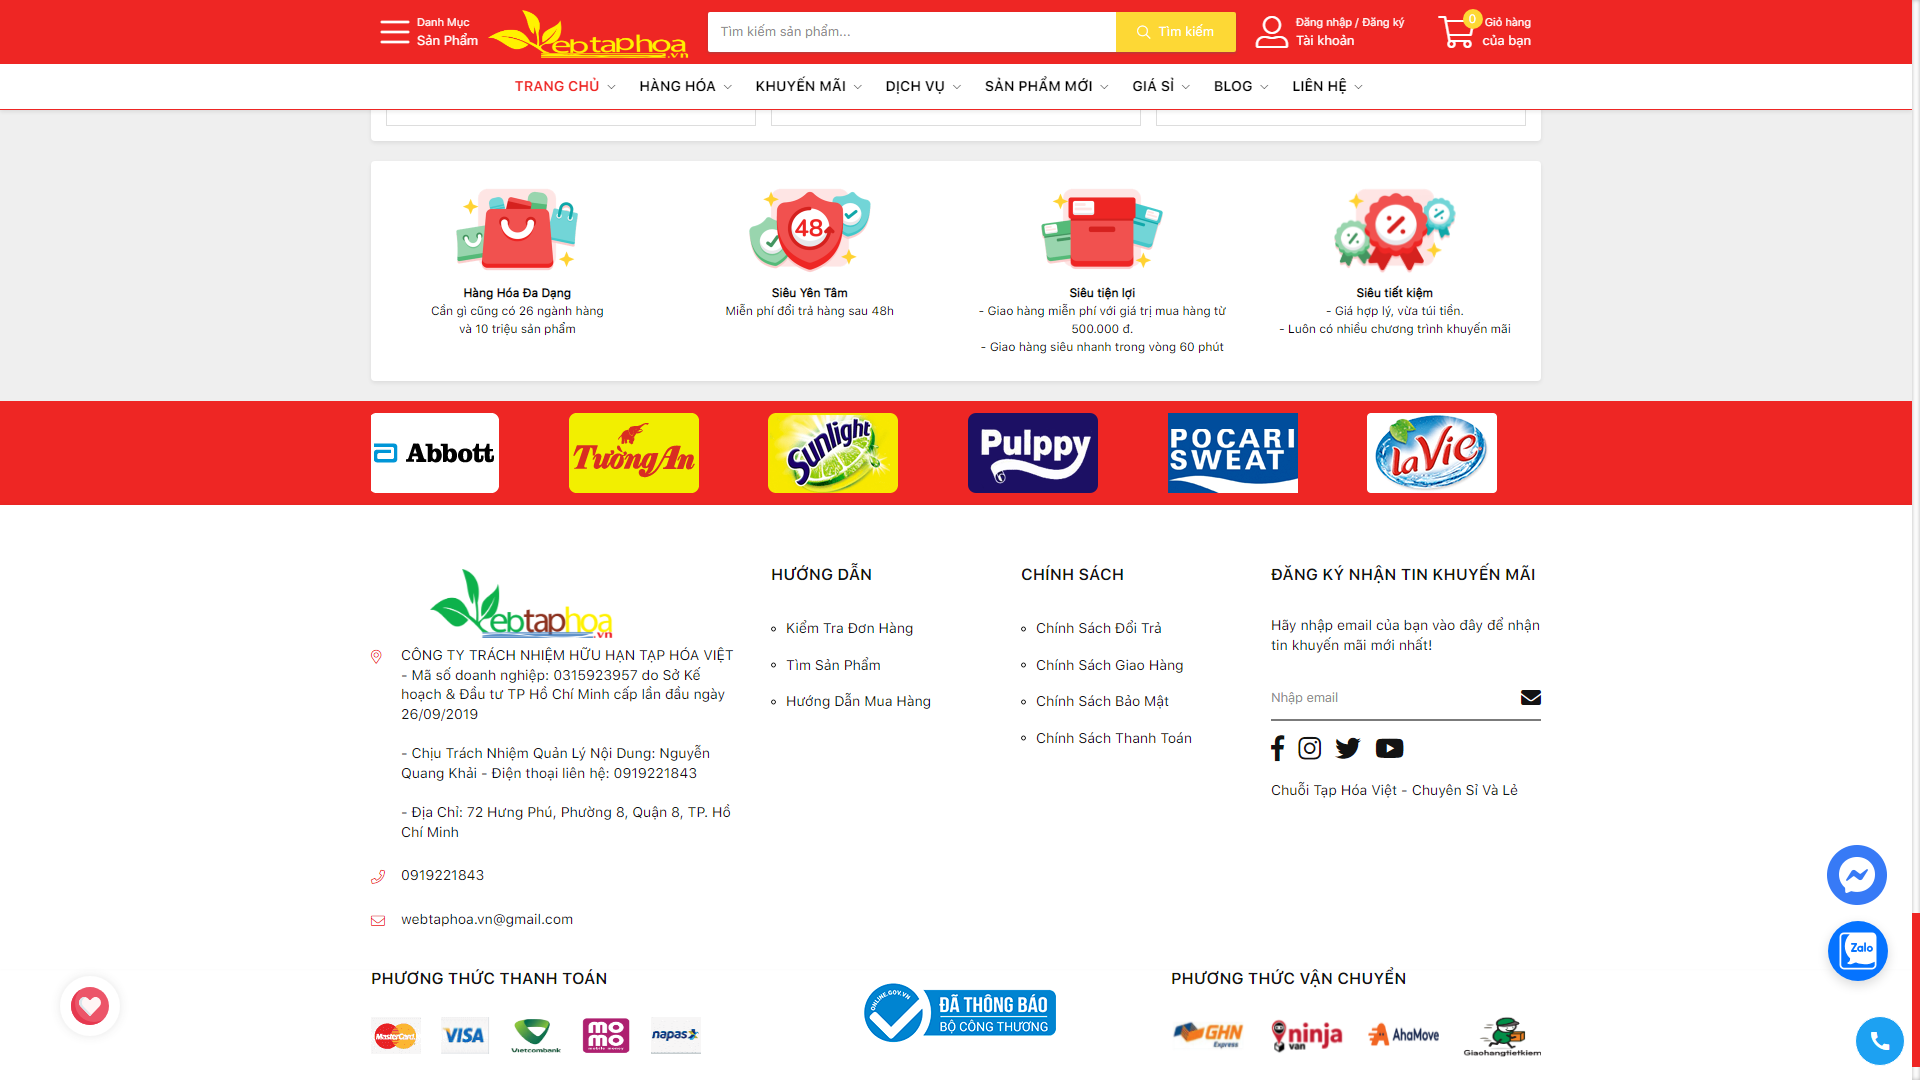 Danh Mục
Sản Phẩm
ebtaphoa
.vn
Tìm kiếm sản phẩm...
Tìm kiếm
Đăng nhập / Đăng ký
Tài khoản
0
Giỏ hàng
của bạn
TRANG CHỦ
HÀNG HÓA
KHUYẾN MÃI
DỊCH VỤ
SẢN PHẨM MỚI
GIÁ SỈ
BLOG
LIÊN HỆ
48
Hàng Hóa Đa Dạng
Cần gì cũng có 26 ngành hàng
và 10 triệu sản phẩm
Siêu Yên Tâm
Miễn phí đổi trả hàng sau 48h
Siêu tiện lợi
- Giao hàng miễn phí với giá trị mua hàng từ
500.000 đ.
- Giao hàng siêu nhanh trong vòng 60 phút
Siêu tiết kiệm
- Giá hợp lý, vừa túi tiền.
- Luôn có nhiều chương trình khuyến mãi
Abbott
Tường An
Sunlight
Pulppy
POCARI
SWEAT
LaVie
ebtaphoa
.vn
CÔNG TY TRÁCH NHIỆM HỮU HẠN TẠP HÓA VIỆT
- Mã số doanh nghiệp: 0315923957 do Sở Kế
hoạch & Đầu tư TP Hồ Chí Minh cấp lần đầu ngày
26/09/2019
- Chịu Trách Nhiệm Quản Lý Nội Dung: Nguyễn
Quang Khải - Điện thoại liên hệ: 0919221843
- Địa Chỉ: 72 Hưng Phú, Phường 8, Quận 8, TP. Hồ
Chí Minh
0919221843
webtaphoa.vn@gmail.com
HƯỚNG DẪN
Kiểm Tra Đơn Hàng
Tìm Sản Phẩm
Hướng Dẫn Mua Hàng
CHÍNH SÁCH
Chính Sách Đổi Trả
Chính Sách Giao Hàng
Chính Sách Bảo Mật
Chính Sách Thanh Toán
ĐĂNG KÝ NHẬN TIN KHUYẾN MÃI
Hãy nhập email của bạn vào đây để nhận
tin khuyến mãi mới nhất!
Nhập email
Chuỗi Tạp Hóa Việt - Chuyên Sỉ Và Lẻ
Zalo
PHƯƠNG THỨC THANH TOÁN
MasterCard
VISA
Vietcombank
momo
mobile money
napas
ONLINE.GOV.VN
ĐÃ THÔNG BÁO
BỘ CÔNG THƯƠNG
PHƯƠNG THỨC VẬN CHUYỂN
GHN
Express
ninja
van
AhaMove
Giaohangtietkiem